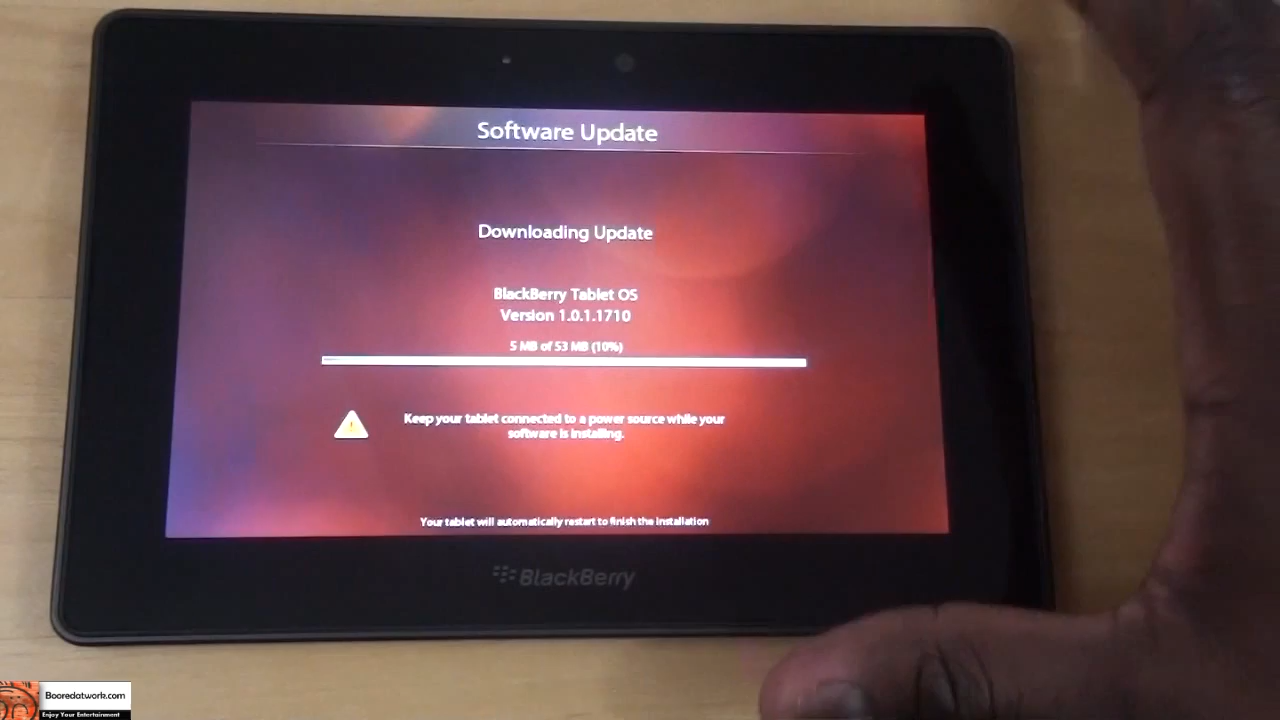 Software Update
Downloading Update
BlackBerry Tablet OS
Version 1.0.1.1710
5 MB of 53 MB (10%)
Keep your tablet connected to a power source while your
software is installing.
Your tablet will automatically restart to finish the installation
BlackBerry
Booredatwork.com
Enjoy Your Entertainment